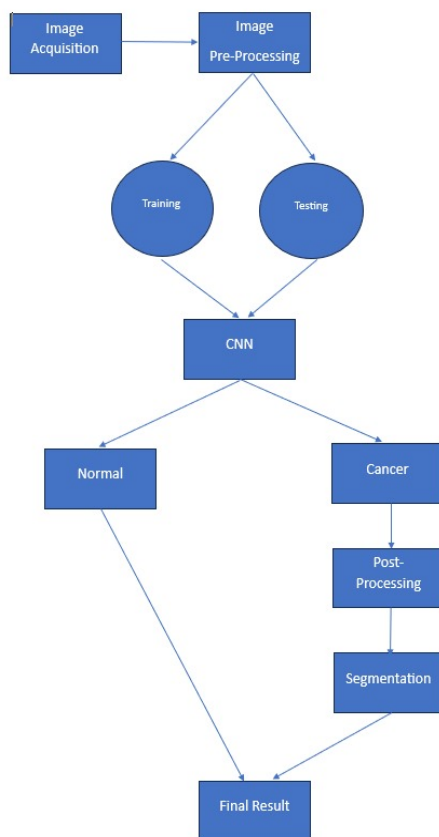 Image
Acquisition
Image
Pre-Processing
Training
Testing
CNN
Normal
Cancer
Post-
Processing
Segmentation
Final Result